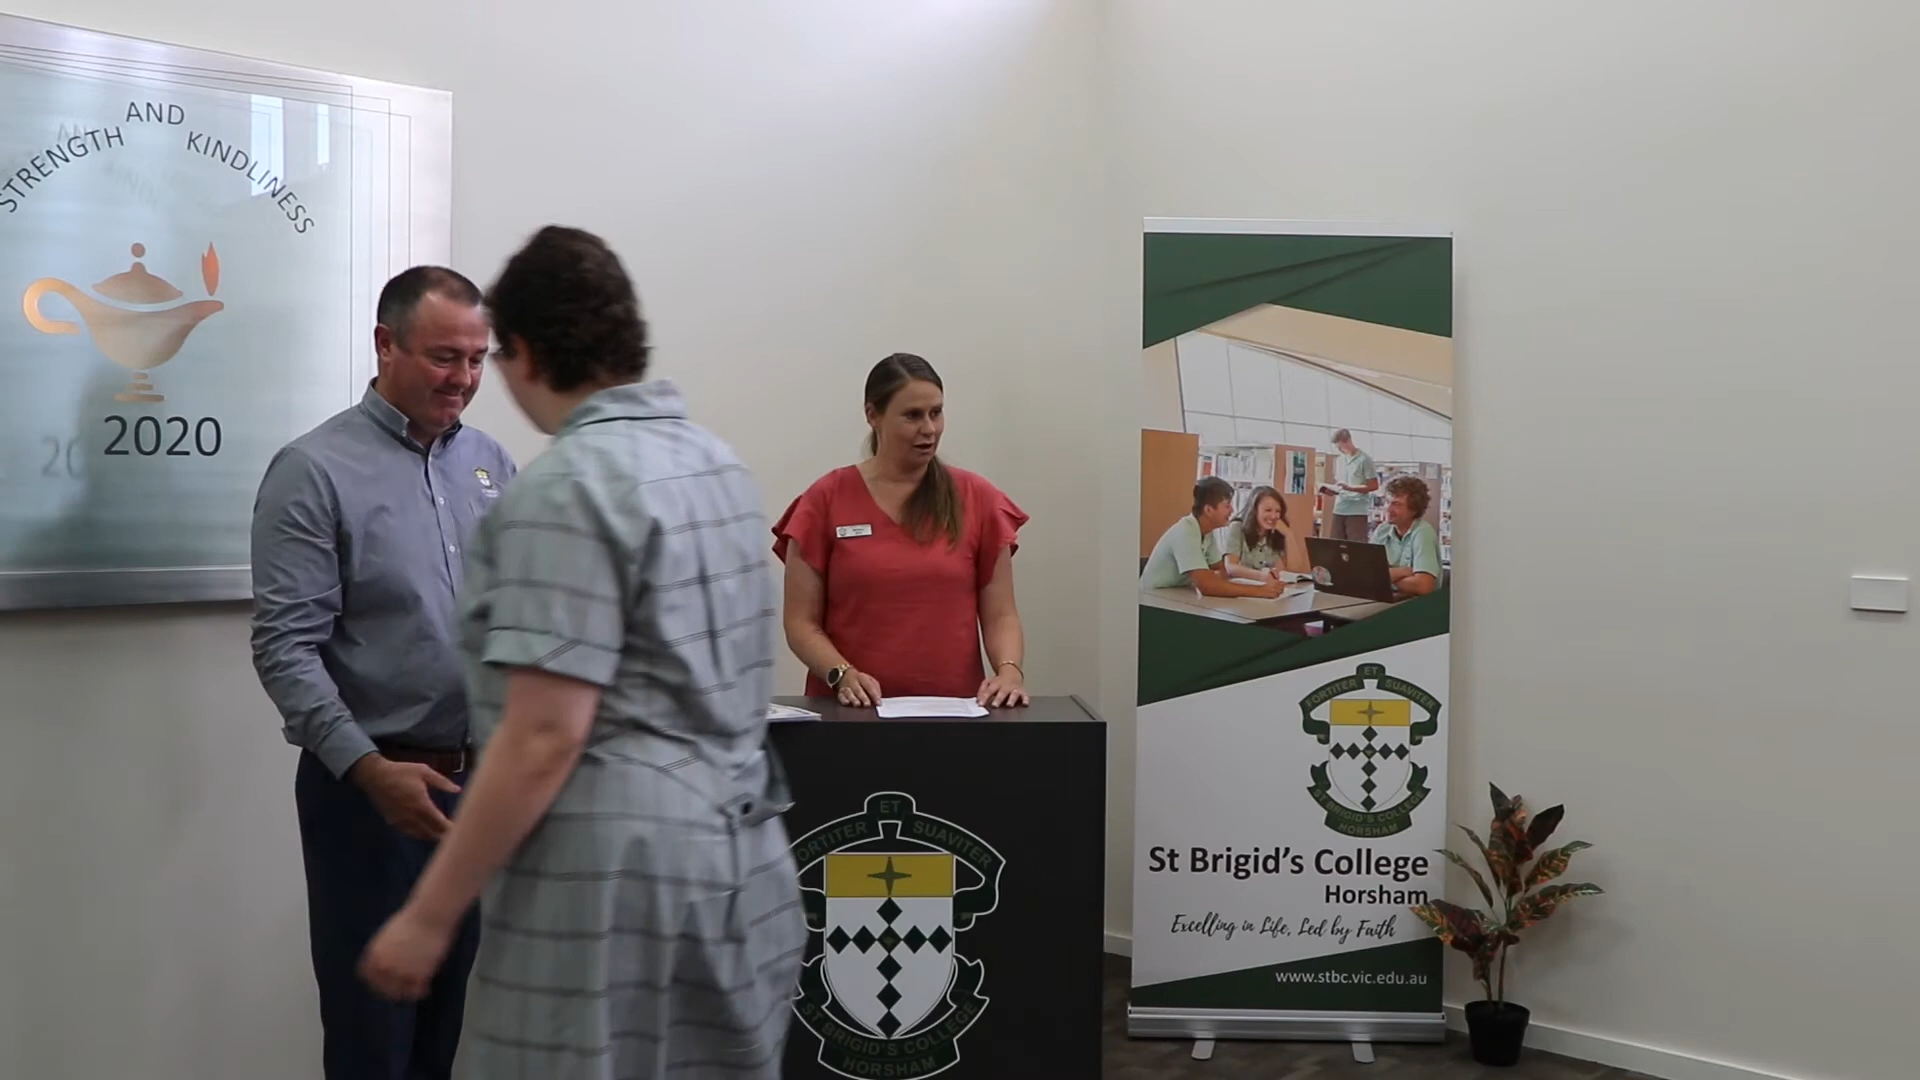 STRENGTH AND KINDLINESS
2020
FORTITER ET SUAVITER
ST BRIGID'S COLLEGE
HORSHAM
FORTITER ET SUAVITER
ST BRIGID'S COLLEGE
HORSHAM
St Brigid's College
Horsham
Excelling in Life, Led by Faith
www.stbc.vic.edu.au